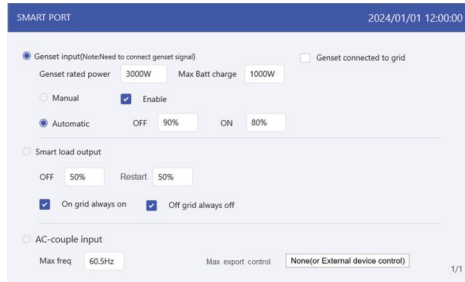 SMART PORT 2024/01/01 12:00:00
Genset input(Note:Need to connect genset signal) Genset connected to grid
Genset rated power 3000W Max Batt charge 1000W
Manual Enable
Automatic OFF 90% ON 80%
Smart load output
OFF 50% Restart 50%
On grid always on Off grid always off
AC-couple input
Max freq 60.5Hz Max export control None(or External device control)
1/1